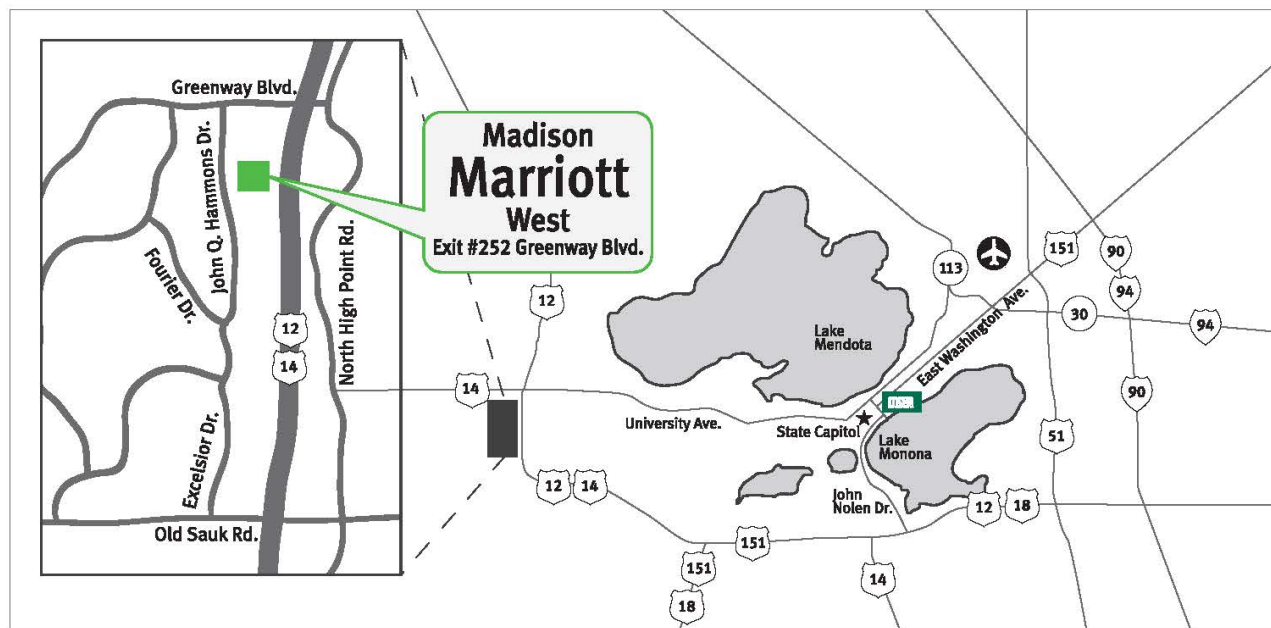 Greenway Blvd.
John Q. Hammons Dr.
Fourier Dr.
North High Point Rd.
12
14
Excelsior Dr.
Old Sauk Rd.
Madison
Marriott
West
Exit #252 Greenway Blvd.
12
14
University Ave.
12
14
151
18
151
Lake
Mendota
State Capitol
Lake
Monona
John
Nolen Dr.
14
12
18
113
East Washington Ave.
151
30
51
90
94
94
90